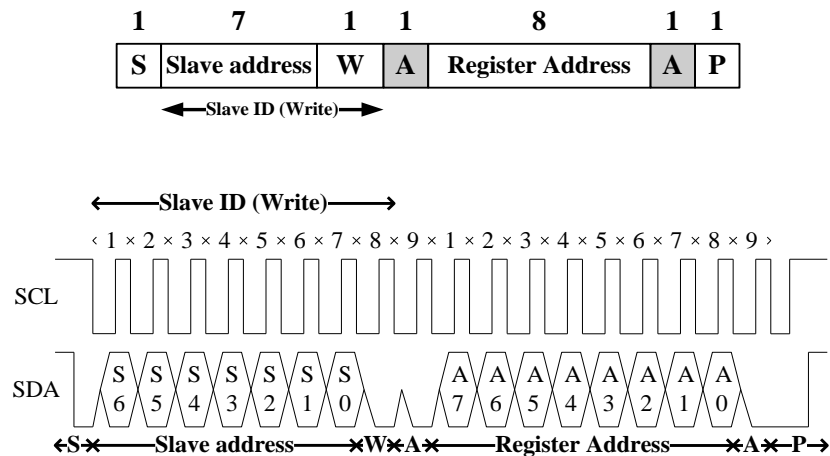 1 7 1 1 8 1 1
S Slave address W A Register Address A P
Slave ID (Write)
Slave ID (Write)
‹ 1 × 2 × 3 × 4 × 5 × 6 × 7 × 8 × 9 × 1 × 2 × 3 × 4 × 5 × 6 × 7 × 8 × 9 ›
SCL
S S S S S S S A A A A A A A A
SDA
6 5 4 3 2 1 0 7 6 5 4 3 2 1 0
S Slave address W A Register Address A P